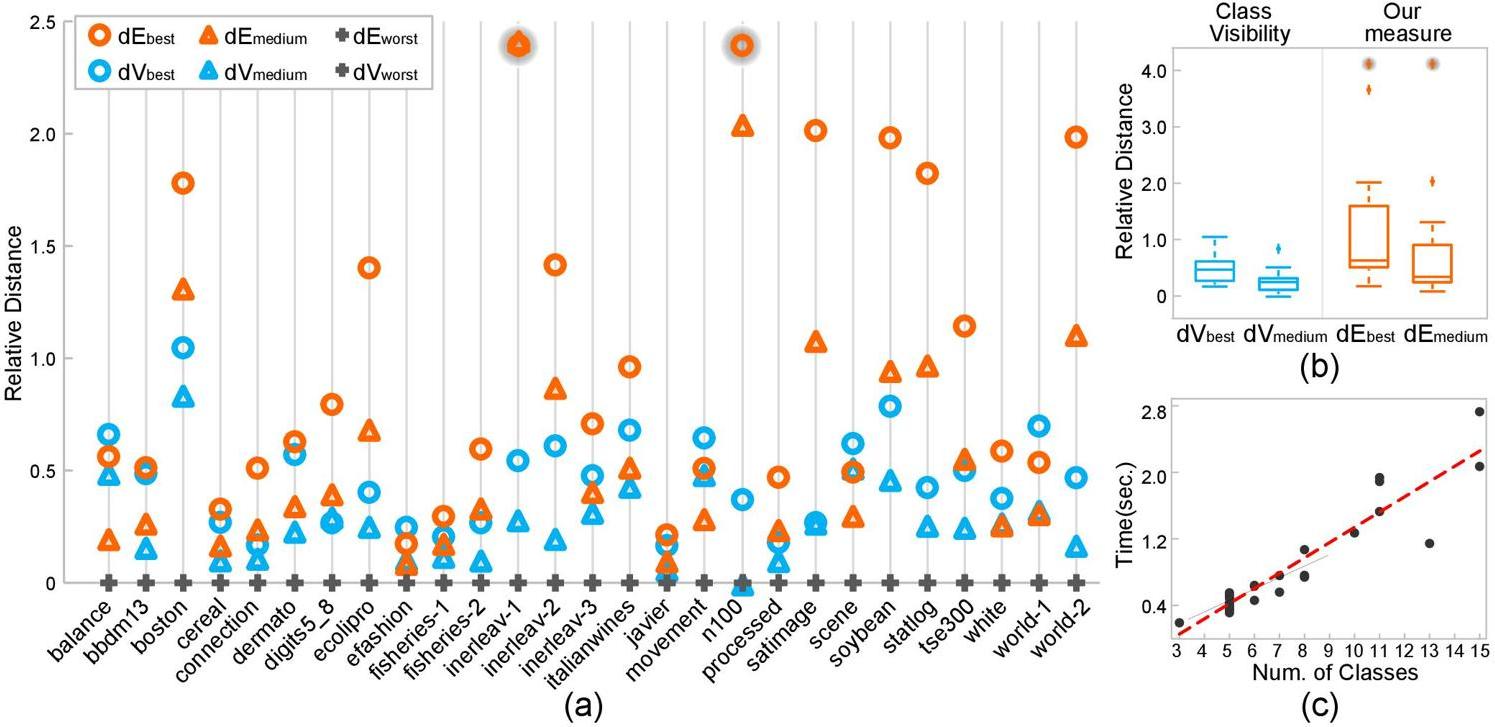 2.5
2.0
1.5
1.0
0.5
0
Relative Distance
dEbest dEmedium dEworst
dVbest dVmedium dVworst
balance
bbdm13
boston
cereal
connection
dermato
digits5_8
ecolipro
efashion
fisheries-1
fisheries-2
inerleav-1
inerleav-2
inerleav-3
italianwines
javier
movement
n100
processed
satimage
scene
soybean
statlog
tse300
white
world-1
world-2
(a)
Class
Visibility
Our
measure
4.0
3.0
2.0
1.0
0
Relative Distance
dVbest dVmedium dEbest dEmedium
(b)
2.8
2.0
1.2
0.4
Time(sec.)
3 4 5 6 7 8 9 10 11 12 13 14 15
Num. of Classes
(c)